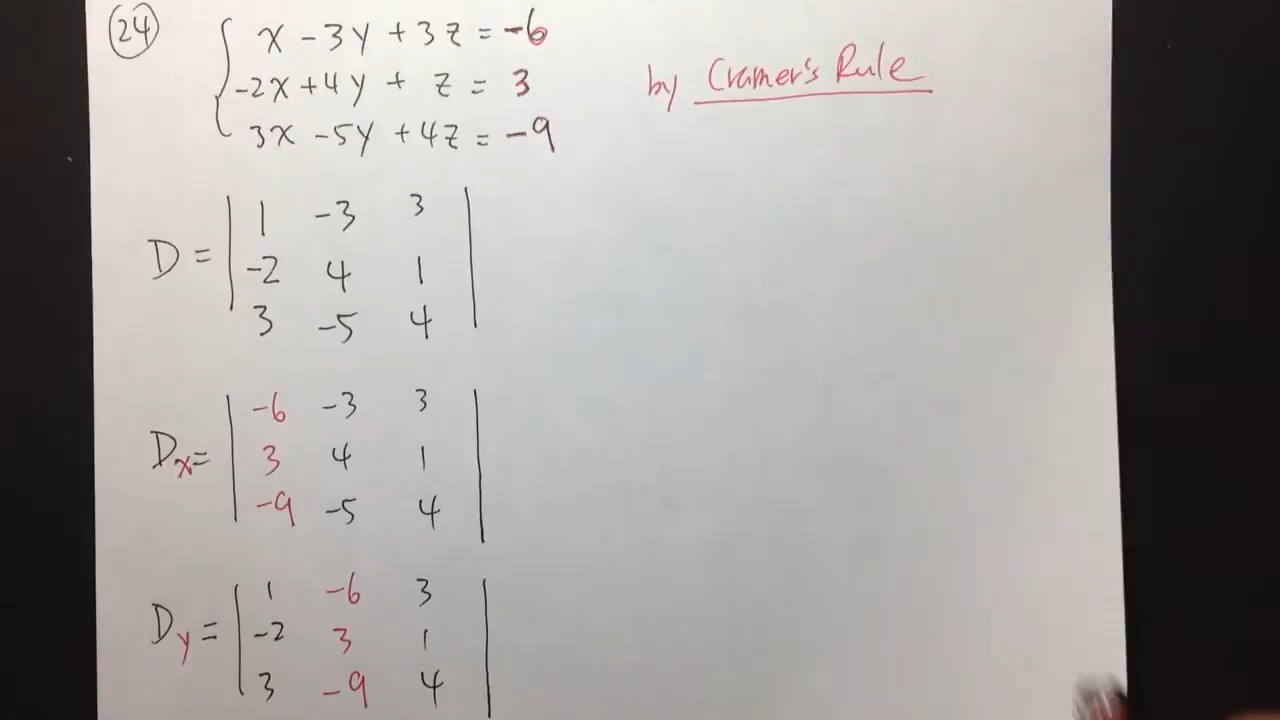 24
x - 3y + 3z = -6
-2x + 4y + z = 3
3x - 5y + 4z = -9
by Cramer's Rule
D = | 1 -3 3 |
-2 4 1
3 -5 4
Dx = | -6 -3 3 |
3 4 1
-9 -5 4
Dy = | 1 -6 3 |
-2 3 1
3 -9 4